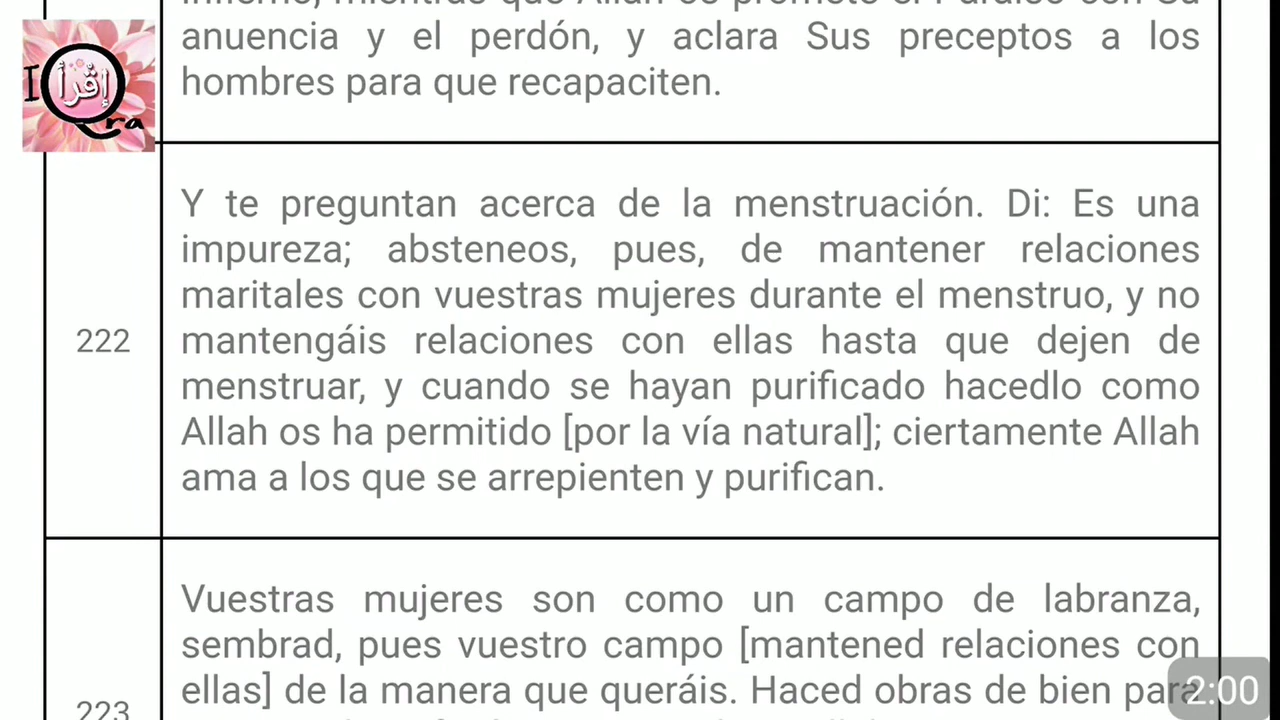 anuencia y el perdón, y aclara Sus preceptos a los
hombres para que recapaciten.
I إقرأ Qra
222
Y te preguntan acerca de la menstruación. Di: Es una
impureza; absteneos, pues, de mantener relaciones
maritales con vuestras mujeres durante el menstruo, y no
mantengáis relaciones con ellas hasta que dejen de
menstruar, y cuando se hayan purificado hacedlo como
Allah os ha permitido [por la vía natural]; ciertamente Allah
ama a los que se arrepienten y purifican.
223
Vuestras mujeres son como un campo de labranza,
sembrad, pues vuestro campo [mantened relaciones con
ellas] de la manera que queráis. Haced obras de bien para
2:00